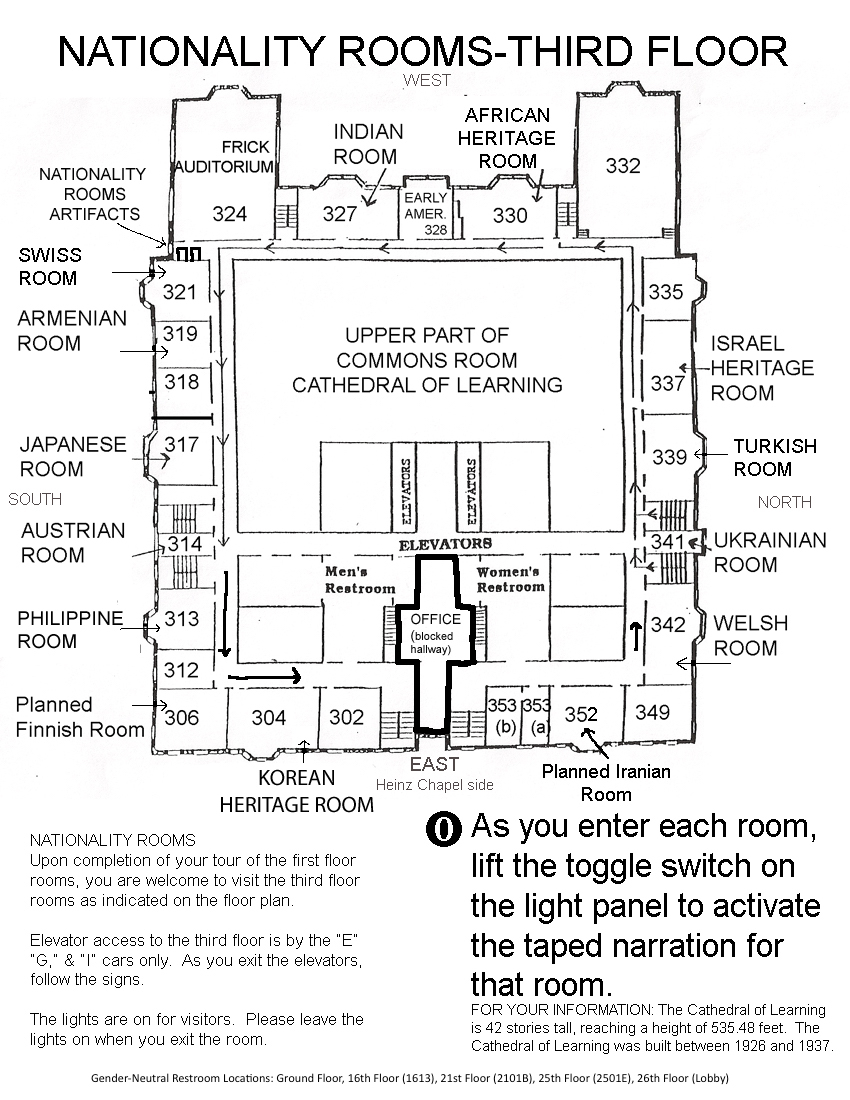 NATIONALITY ROOMS-THIRD FLOOR
WEST
FRICK
AUDITORIUM
324
INDIAN
ROOM
327
EARLY
AMER.
328
AFRICAN
HERITAGE
ROOM
330
332
NATIONALITY
ROOMS
ARTIFACTS
SWISS
ROOM
321
335
ARMENIAN
ROOM
319
318
UPPER PART OF
COMMONS ROOM
CATHEDRAL OF LEARNING
337
ISRAEL
HERITAGE
ROOM
JAPANESE
ROOM
317
ELEVATORS
ELEVATORS
339
TURKISH
ROOM
SOUTH
NORTH
AUSTRIAN
ROOM
314
ELEVATORS
341
UKRAINIAN
ROOM
Men's
Restroom
Women's
Restroom
PHILIPPINE
ROOM
313
OFFICE
(blocked
hallway)
342
WELSH
ROOM
312
Planned
Finnish Room
306
304
302
353
(b)
353
(a)
352
349
EAST
Heinz Chapel side
KOREAN
HERITAGE ROOM
Planned Iranian
Room
NATIONALITY ROOMS
Upon completion of your tour of the first floor
rooms, you are welcome to visit the third floor
rooms as indicated on the floor plan.
Elevator access to the third floor is by the “E”
“G,” & “I” cars only.  As you exit the elevators,
follow the signs.
The lights are on for visitors.  Please leave the
lights on when you exit the room.
0 As you enter each room,
lift the toggle switch on
the light panel to activate
the taped narration for
that room.
FOR YOUR INFORMATION: The Cathedral of Learning
is 42 stories tall, reaching a height of 535.48 feet.  The
Cathedral of Learning was built between 1926 and 1937.
Gender-Neutral Restroom Locations: Ground Floor, 16th Floor (1613), 21st Floor (2101B), 25th Floor (2501E), 26th Floor (Lobby)